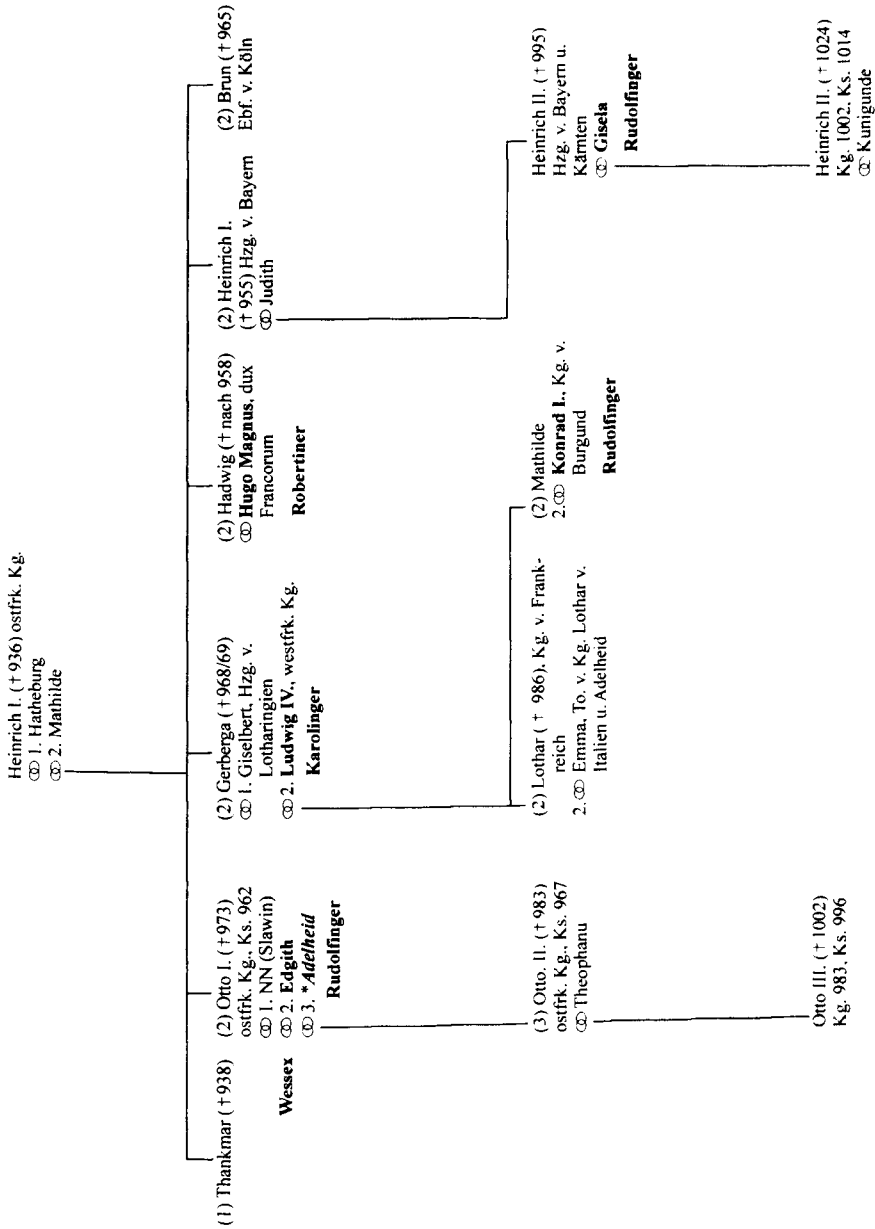 Heinrich I. († 936) ostfrk. Kg.
⚭ 1. Hatheburg
⚭ 2. Mathilde
(1) Thankmar († 938)
(2) Otto I. († 973)
ostfrk. Kg., Ks. 962
⚭ 1. NN (Slawin)
⚭ 2. Edgith
Wessex
⚭ 3. *Adelheid
Rudolfinger
(2) Gerberga († 968/69)
⚭ 1. Giselbert, Hzg. v.
Lotharingien
⚭ 2. Ludwig IV., westfrk. Kg.
Karolinger
(2) Hadwig († nach 958)
⚭ Hugo Magnus, dux
Francorum
Robertiner
(2) Heinrich I.
(† 955) Hzg. v. Bayern
⚭ Judith
(2) Brun († 965)
Ebf. v. Köln
(3) Otto. II. († 983)
ostfrk. Kg., Ks. 967
⚭ Theophanu
(2) Lothar ( † 986), Kg. v. Frank-
reich
2. ⚭ Emma, To. v. Kg. Lothar v.
Italien u. Adelheid
(2) Mathilde
2. ⚭ Konrad I., Kg. v.
Burgund
Rudolfinger
Heinrich II. († 995)
Hzg. v. Bayern u.
Kärnten
⚭ Gisela
Rudolfinger
Otto III. († 1002)
Kg. 983, Ks. 996
Heinrich II. († 1024)
Kg. 1002, Ks. 1014
⚭ Kunigunde